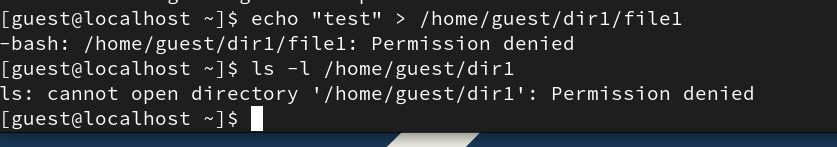 [guest@localhost ~]$ echo "test" > /home/guest/dir1/file1
-bash: /home/guest/dir1/file1: Permission denied
[guest@localhost ~]$ ls -l /home/guest/dir1
ls: cannot open directory '/home/guest/dir1': Permission denied
[guest@localhost ~]$